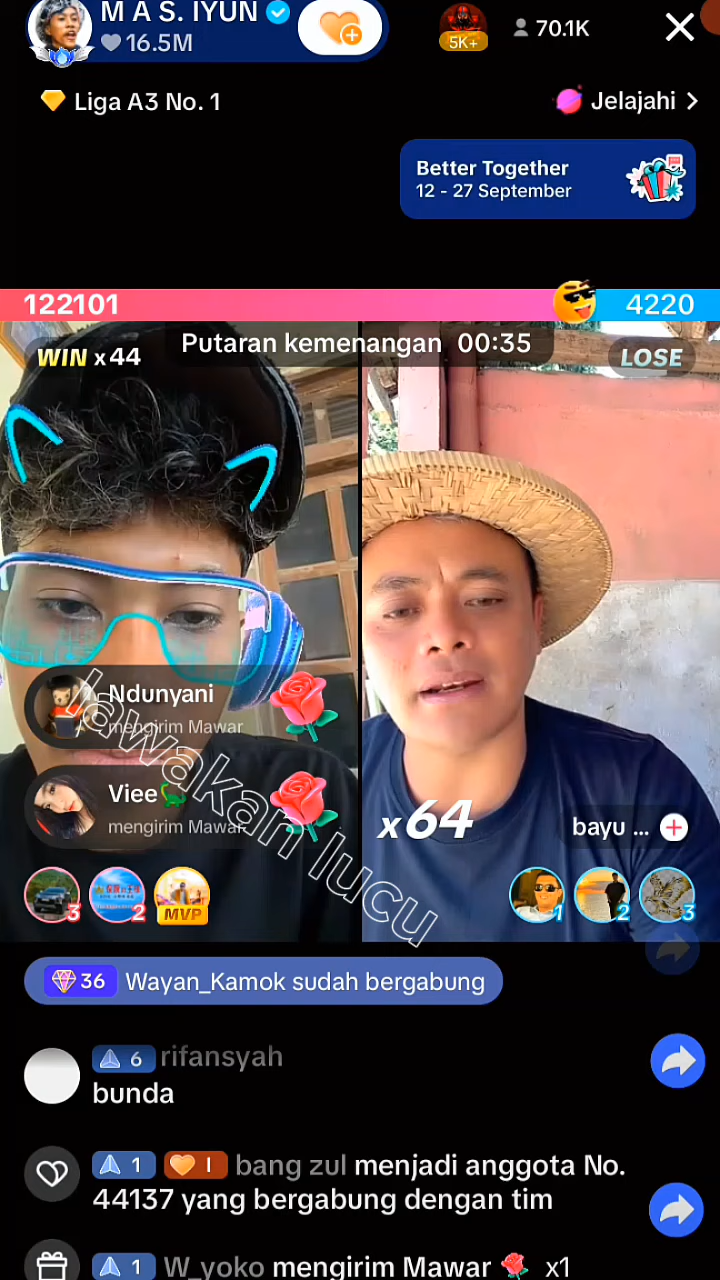 M A S. IYUN
16.5M
5K+
70.1K
Liga A3 No. 1
Jelajahi
Better Together
12 - 27 September
122101
4220
WIN x44
Putaran kemenangan 00:35
LOSE
Ndunyani
mengirim Mawar
Viee
mengirim Mawar
lawakan lucu
x64
bayu ...
3
2
MVP
1
2
3
36 Wayan_Kamok sudah bergabung
6 rifansyah
bunda
1 I bang zul menjadi anggota No.
44137 yang bergabung dengan tim
1 W_yoko mengirim Mawar x1